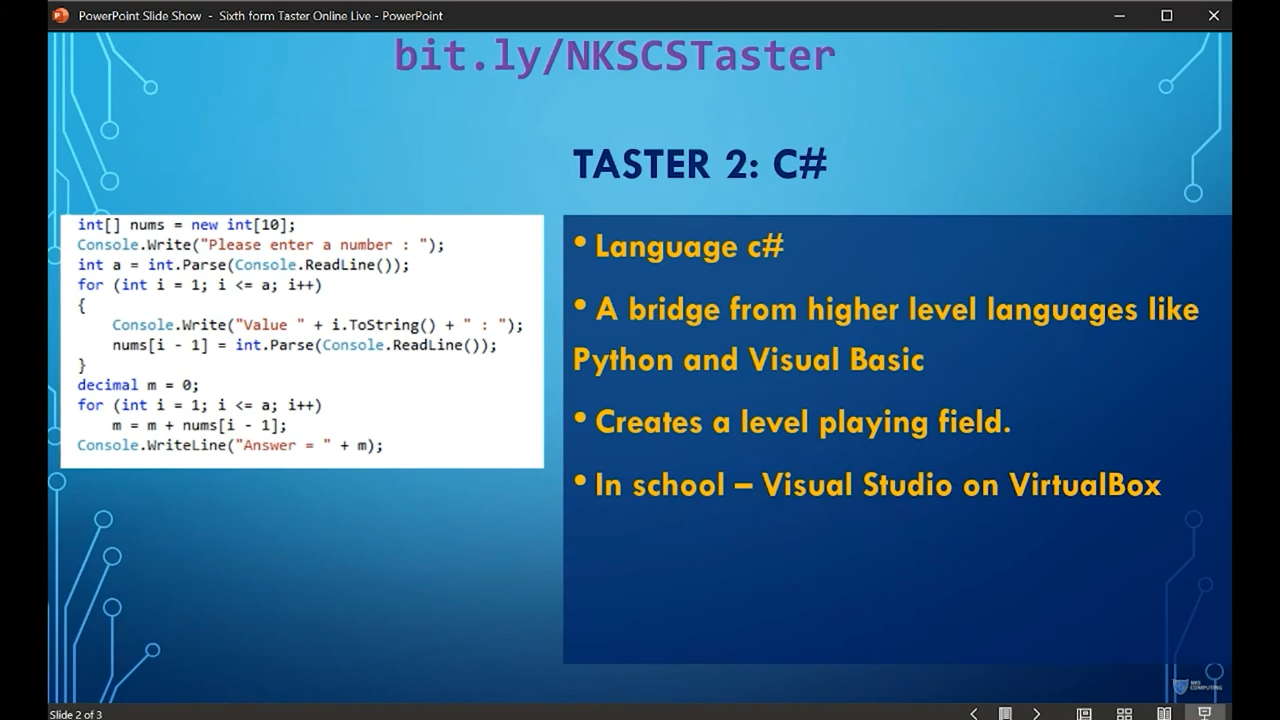 PowerPoint Slide Show - Sixth form Taster Online Live - PowerPoint
bit.ly/NKSCSTaster
TASTER 2: C#
int[] nums = new int[10];
Console.Write("Please enter a number : ");
int a = int.Parse(Console.ReadLine());
for (int i = 1; i <= a; i++)
{
    Console.Write("Value " + i.ToString() + " : ");
    nums[i - 1] = int.Parse(Console.ReadLine());
}
decimal m = 0;
for (int i = 1; i <= a; i++)
    m = m + nums[i - 1];
Console.WriteLine("Answer = " + m);
• Language c#
• A bridge from higher level languages like
Python and Visual Basic
• Creates a level playing field.
• In school – Visual Studio on VirtualBox
NKS
COMPUTING
Slide 2 of 3